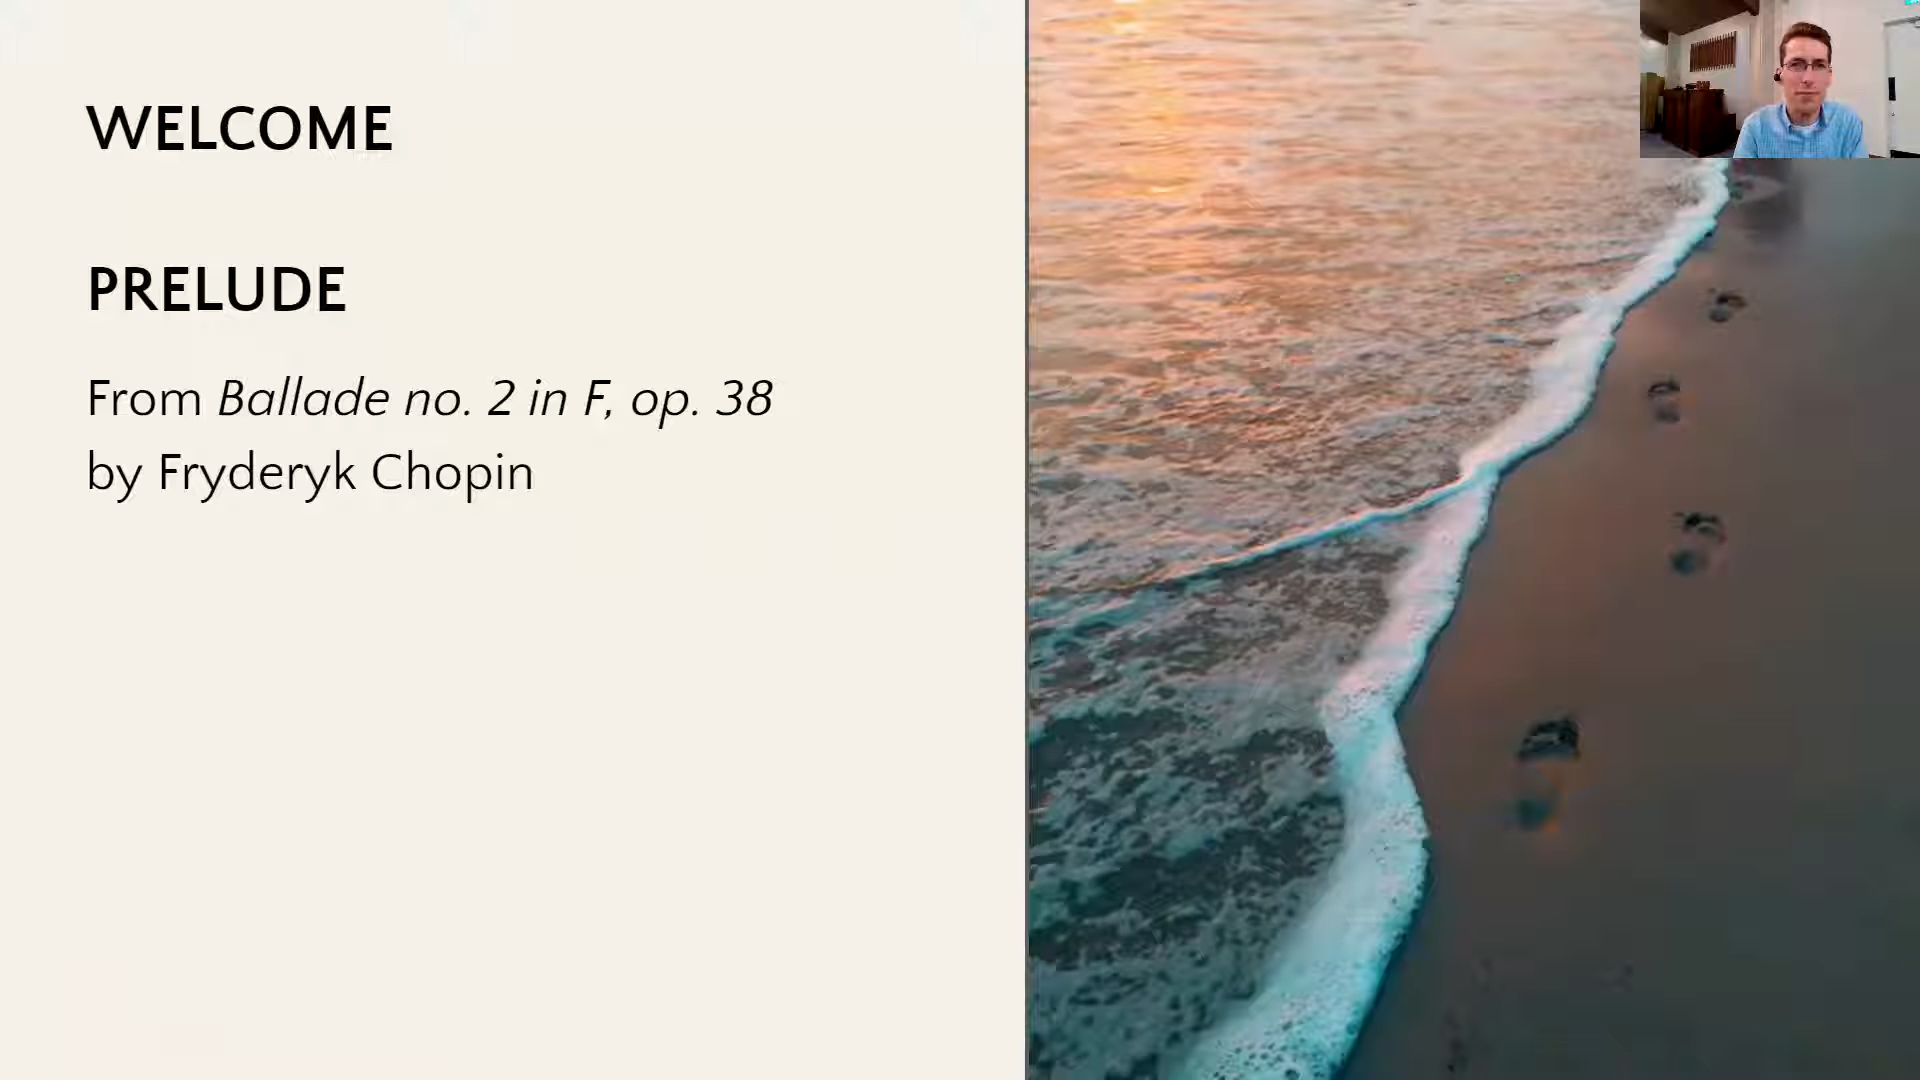 WELCOME
PRELUDE
From Ballade no. 2 in F, op. 38
by Fryderyk Chopin